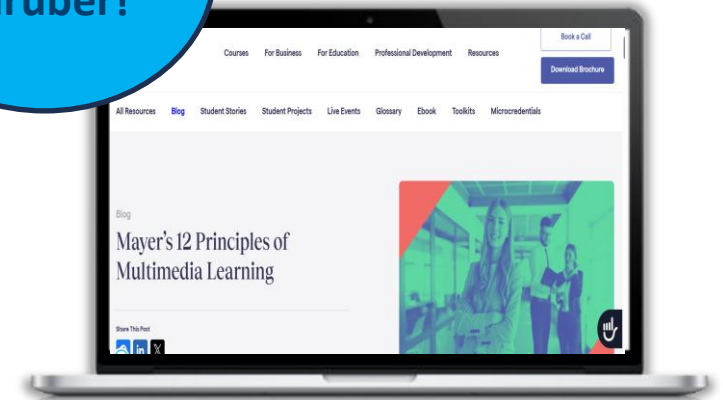 Book a Call
Courses For Business For Education Professional Development Resources
Download Brochure
All Resources Blog Student Stories Student Projects Live Events Glossary Ebook Toolkits Microcredentials
Blog
Mayer's 12 Principles of
Multimedia Learning
Share This Post
in X